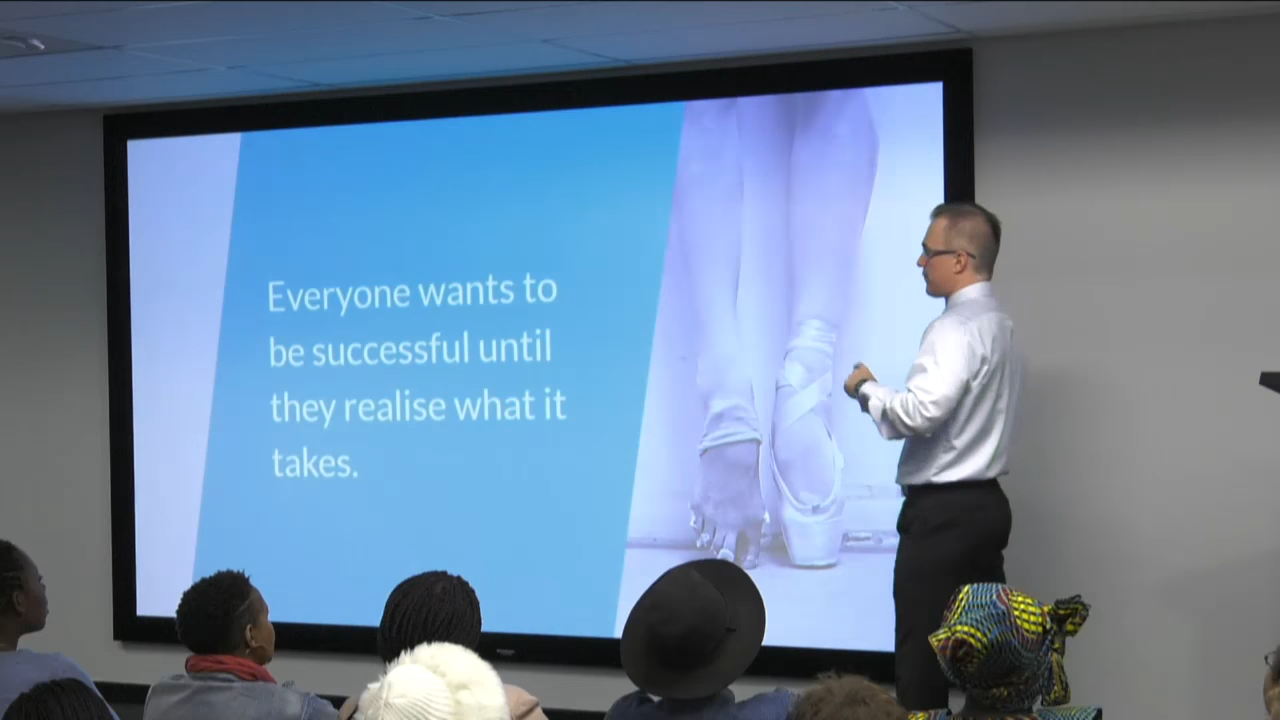 Everyone wants to
be successful until
they realise what it
takes.